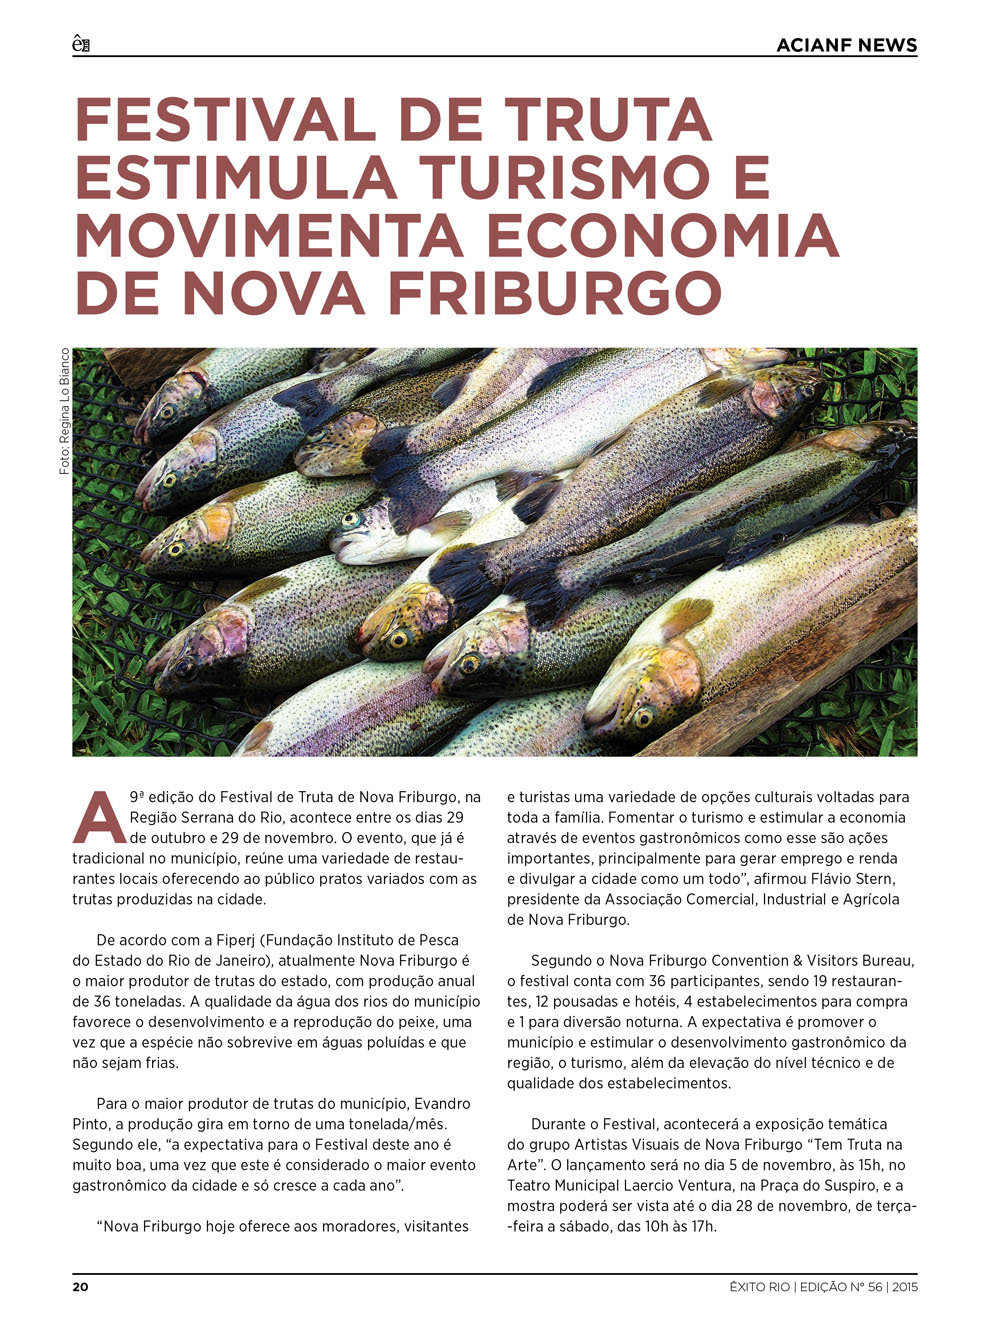 ACIANF NEWS
FESTIVAL DE TRUTA
ESTIMULA TURISMO E
MOVIMENTA ECONOMIA
DE NOVA FRIBURGO
Foto: Regina Lo Bianco
A 9ª edição do Festival de Truta de Nova Friburgo, na
Região Serrana do Rio, acontece entre os dias 29
de outubro e 29 de novembro. O evento, que já é
tradicional no município, reúne uma variedade de restau-
rantes locais oferecendo ao público pratos variados com as
trutas produzidas na cidade.
De acordo com a Fiperj (Fundação Instituto de Pesca
do Estado do Rio de Janeiro), atualmente Nova Friburgo é
o maior produtor de trutas do estado, com produção anual
de 36 toneladas. A qualidade da água dos rios do município
favorece o desenvolvimento e a reprodução do peixe, uma
vez que a espécie não sobrevive em águas poluídas e que
não sejam frias.
Para o maior produtor de trutas do município, Evandro
Pinto, a produção gira em torno de uma tonelada/mês.
Segundo ele, “a expectativa para o Festival deste ano é
muito boa, uma vez que este é considerado o maior evento
gastronômico da cidade e só cresce a cada ano”.
“Nova Friburgo hoje oferece aos moradores, visitantes
e turistas uma variedade de opções culturais voltadas para
toda a família. Fomentar o turismo e estimular a economia
através de eventos gastronômicos como esse são ações
importantes, principalmente para gerar emprego e renda
e divulgar a cidade como um todo”, afirmou Flávio Stern,
presidente da Associação Comercial, Industrial e Agrícola
de Nova Friburgo.
Segundo o Nova Friburgo Convention & Visitors Bureau,
o festival conta com 36 participantes, sendo 19 restauran-
tes, 12 pousadas e hotéis, 4 estabelecimentos para compra
e 1 para diversão noturna. A expectativa é promover o
município e estimular o desenvolvimento gastronômico da
região, o turismo, além da elevação do nível técnico e de
qualidade dos estabelecimentos.
Durante o Festival, acontecerá a exposição temática
do grupo Artistas Visuais de Nova Friburgo “Tem Truta na
Arte”. O lançamento será no dia 5 de novembro, às 15h, no
Teatro Municipal Laercio Ventura, na Praça do Suspiro, e a
mostra poderá ser vista até o dia 28 de novembro, de terça-
-feira a sábado, das 10h às 17h.
20
ÊXITO RIO | EDIÇÃO Nº 56 | 2015